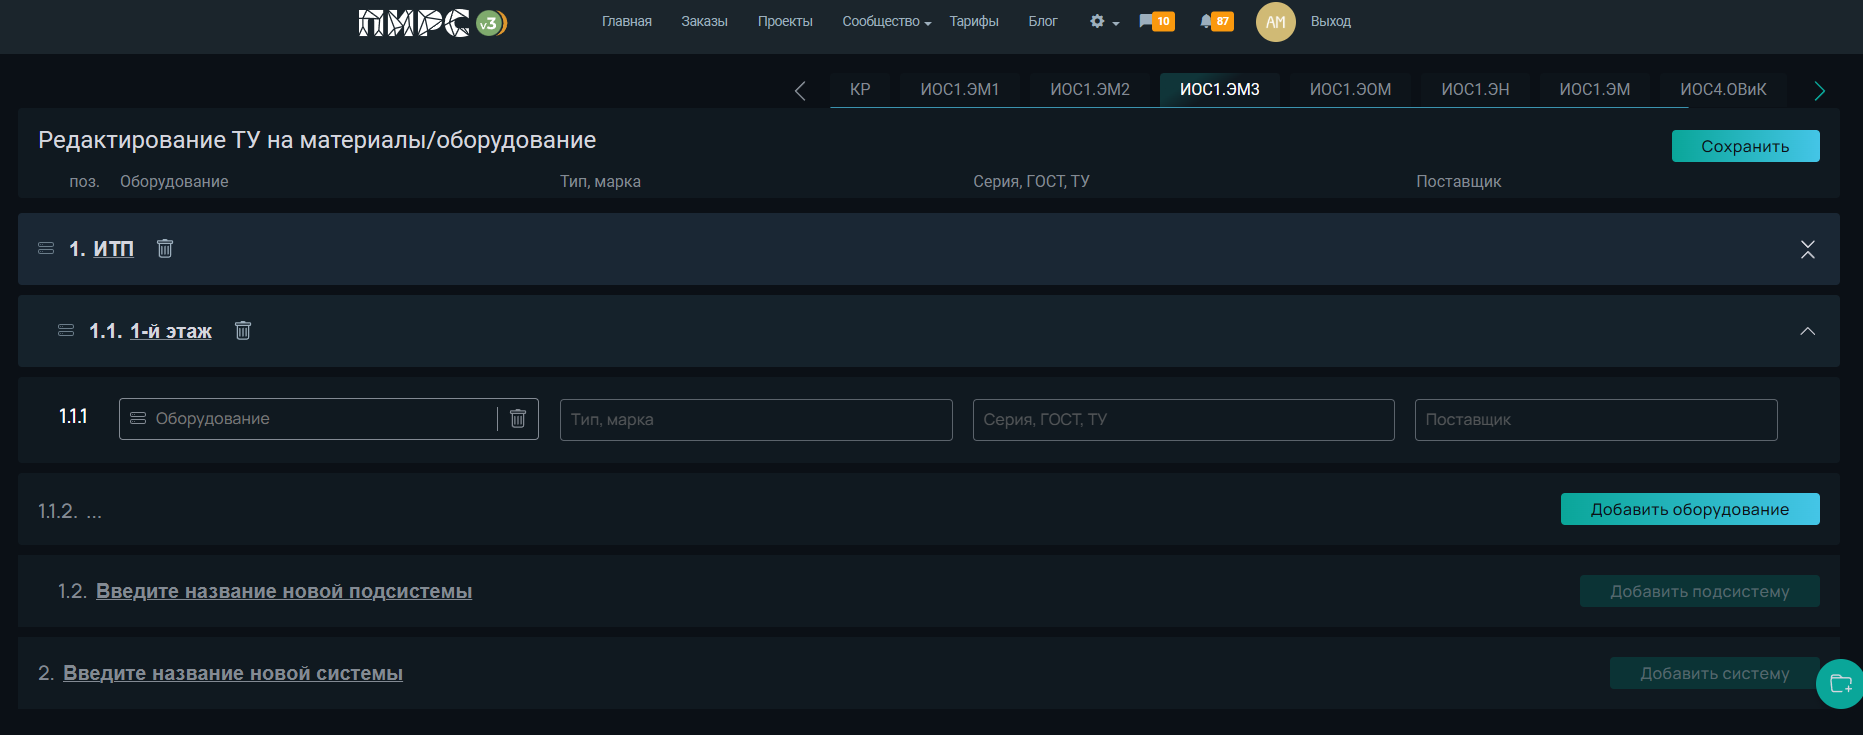 ПИРС v3 Главная Заказы Проекты Сообщество Тарифы Блог 10 87 АМ Выход
КР ИОС1.ЭМ1 ИОС1.ЭМ2 ИОС1.ЭМ3 ИОС1.ЭОМ ИОС1.ЭН ИОС1.ЭМ ИОС4.ОВиК
Редактирование ТУ на материалы/оборудование Сохранить
поз. Оборудование Тип, марка Серия, ГОСТ, ТУ Поставщик
1. ИТП
1.1. 1-й этаж
1.1.1 Оборудование Тип, марка Серия, ГОСТ, ТУ Поставщик
1.1.2. ... Добавить оборудование
1.2. Введите название новой подсистемы Добавить подсистему
2. Введите название новой системы Добавить систему